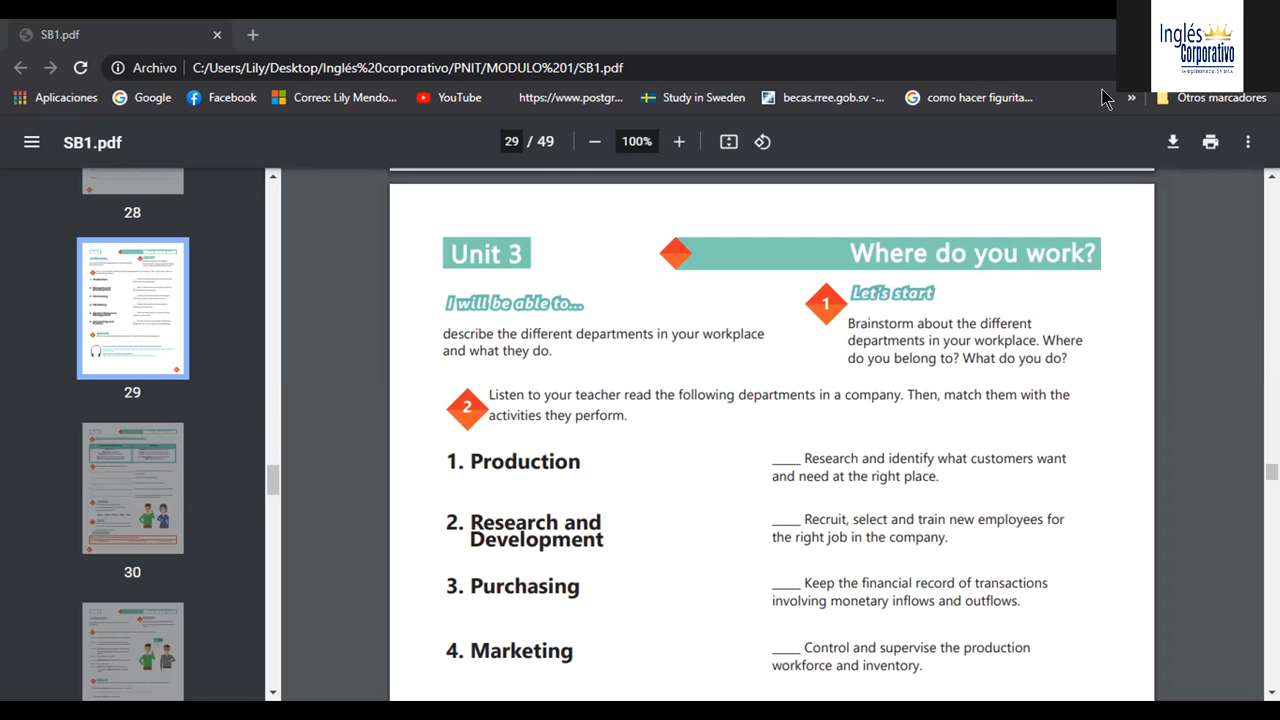 SB1.pdf
Inglés
Corporativo
Archivo C:/Users/Lily/Desktop/Inglés%20corporativo/PNIT/MODULO%201/SB1.pdf
Aplicaciones Google Facebook Correo: Lily Mendo... YouTube https://www.postgr... Study in Sweden becas.rree.gob.sv -... como hacer figurita... » Otros marcadores
SB1.pdf 29 / 49 100%
28
29
30
Unit 3 Where do you work?
I will be able to...
describe the different departments in your workplace
and what they do.
1 Let's start
Brainstorm about the different
departments in your workplace. Where
do you belong to? What do you do?
2 Listen to your teacher read the following departments in a company. Then, match them with the
activities they perform.
1. Production
____ Research and identify what customers want
and need at the right place.
2. Research and
Development
____ Recruit, select and train new employees for
the right job in the company.
3. Purchasing
____ Keep the financial record of transactions
involving monetary inflows and outflows.
4. Marketing
____ Control and supervise the production
workforce and inventory.